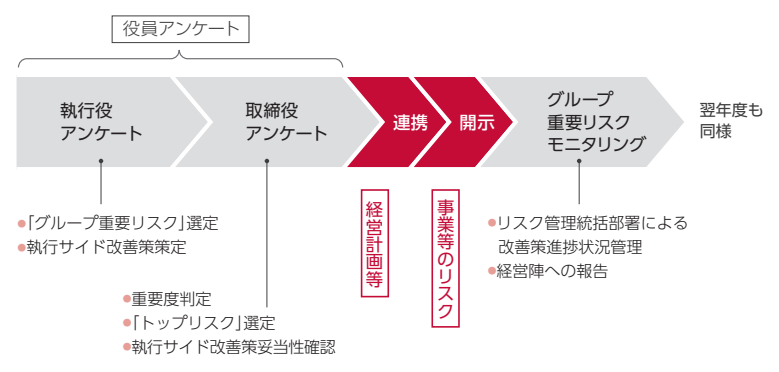 役員アンケート
執行役
アンケート
取締役
アンケート
連携
開示
グループ
重要リスク
モニタリング
翌年度も
同様
●「グループ重要リスク」選定
●執行サイド改善策策定
●重要度判定
●「トップリスク」選定
●執行サイド改善策妥当性確認
経営計画等
事業等のリスク
●リスク管理統括部署による
改善策進捗状況管理
●経営陣への報告